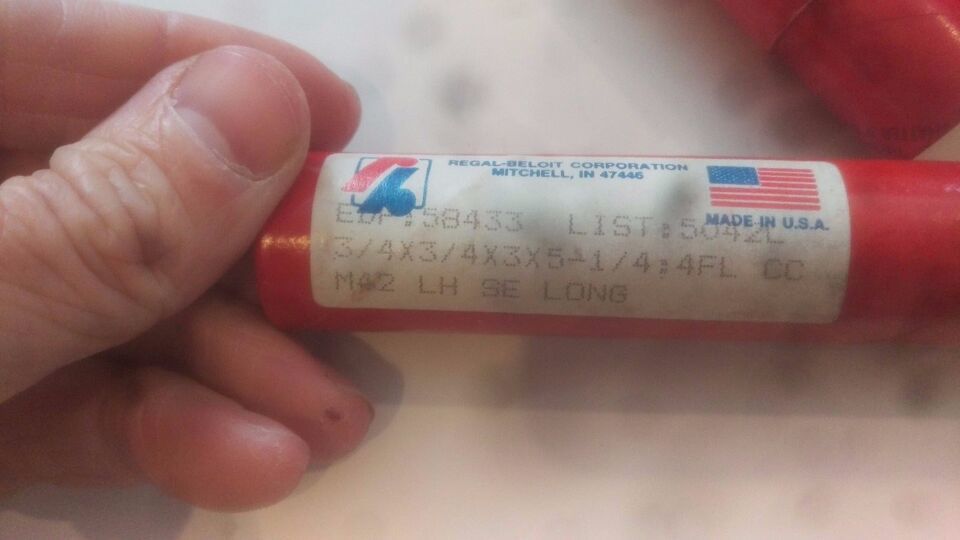 REGAL-BELOIT CORPORATION
MITCHELL, IN 47446
MADE IN U.S.A.
EDP:58433 LIST:5042L
3/4X3/4X3X5-1/4;4FL CC
M42 LH SE LONG